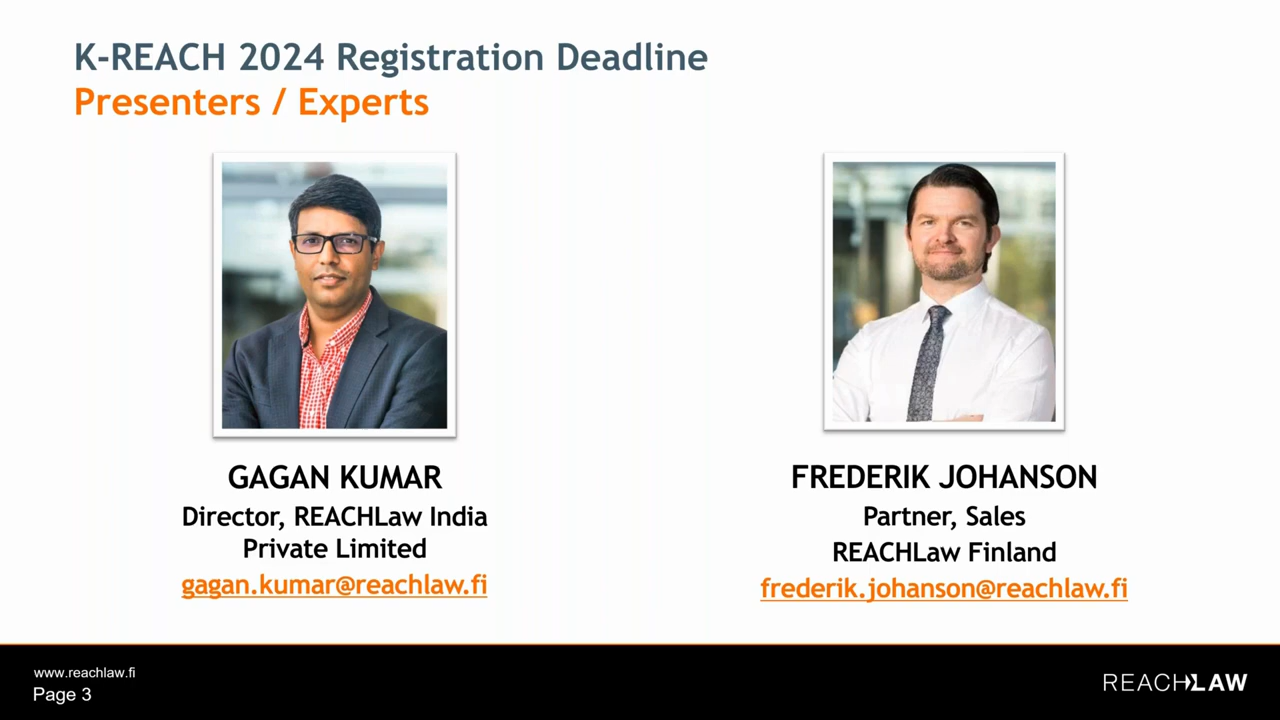 K-REACH 2024 Registration Deadline
Presenters / Experts
GAGAN KUMAR
Director, REACHLaw India
Private Limited
gagan.kumar@reachlaw.fi
FREDERIK JOHANSON
Partner, Sales
REACHLaw Finland
frederik.johanson@reachlaw.fi
www.reachlaw.fi
Page 3
REACHLAW